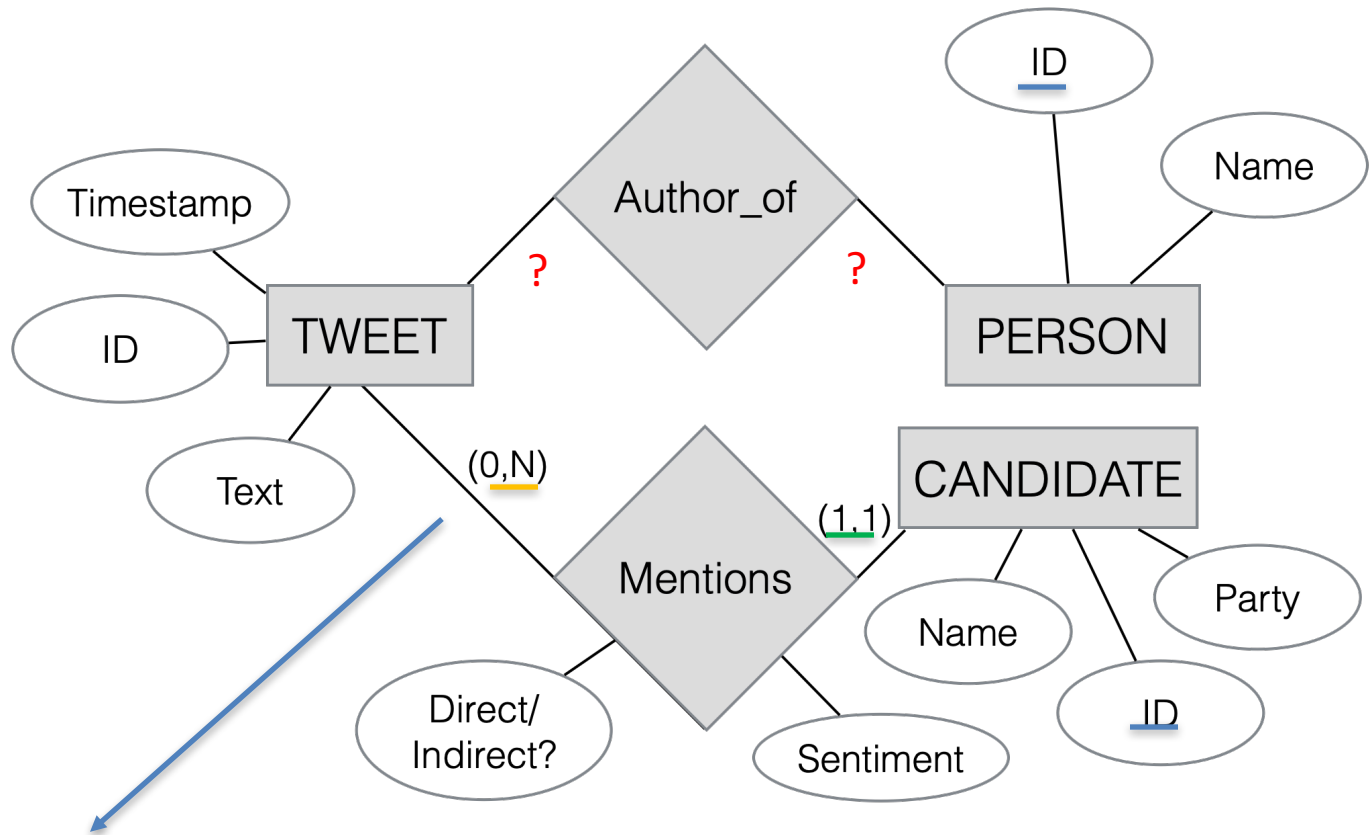 ID
Name
Timestamp
Author_of
?
?
ID
TWEET
PERSON
Text
(0,N)
CANDIDATE
(1,1)
Mentions
Name
Party
Direct/
Indirect?
ID
Sentiment